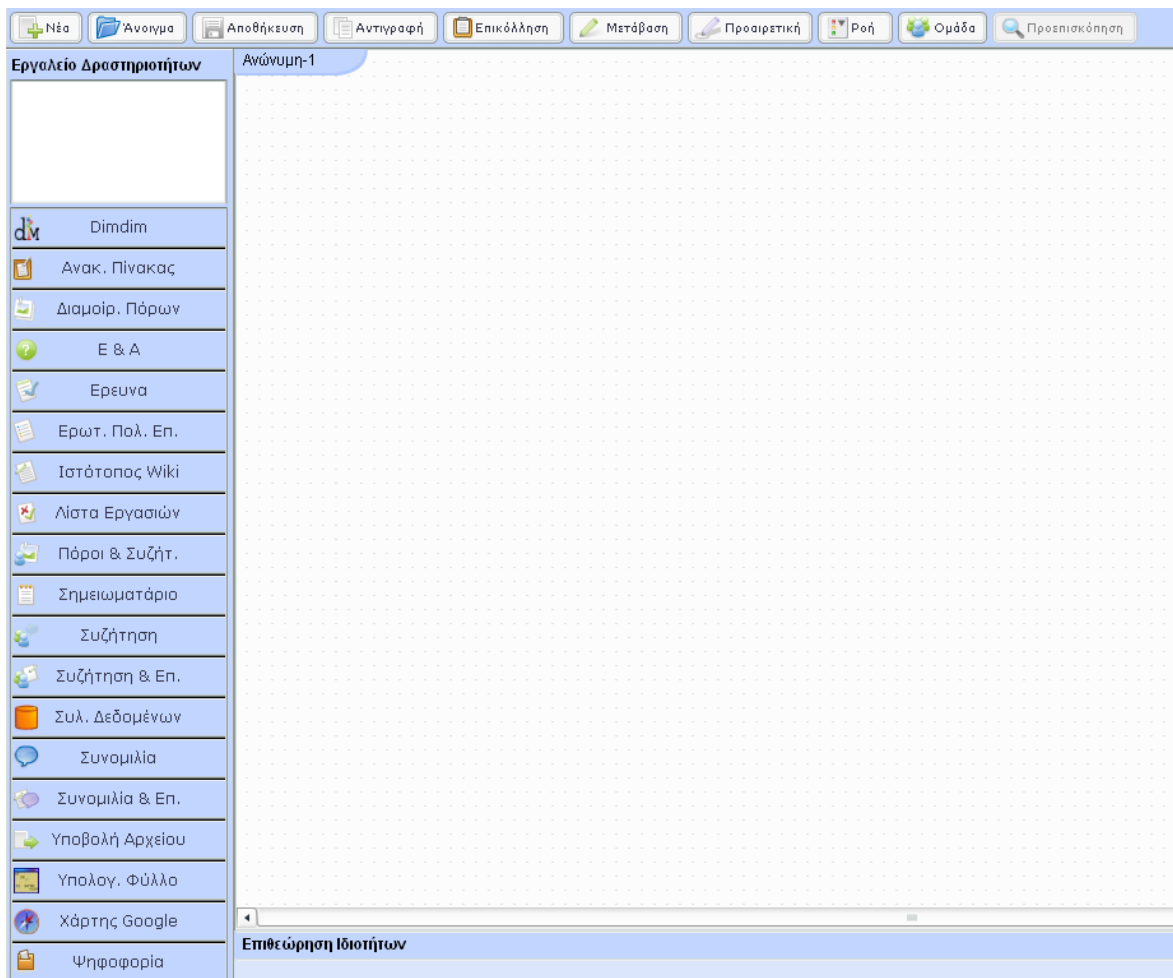 Νέα Άνοιγμα Αποθήκευση Αντιγραφή Επικόλληση Μετάβαση Προαιρετική Ροή Ομάδα Προεπισκόπηση
Εργαλείο Δραστηριοτήτων
Ανώνυμη-1
Dimdim
Ανακ. Πίνακας
Διαμοίρ. Πόρων
Ε & Α
Ερευνα
Ερωτ. Πολ. Επ.
Ιστότοπος Wiki
Λίστα Εργασιών
Πόροι & Συζήτ.
Σημειωματάριο
Συζήτηση
Συζήτηση & Επ.
Συλ. Δεδομένων
Συνομιλία
Συνομιλία & Επ.
Υποβολή Αρχείου
Υπολογ. Φύλλο
Χάρτης Google
Ψηφοφορία
Επιθεώρηση Ιδιοτήτων